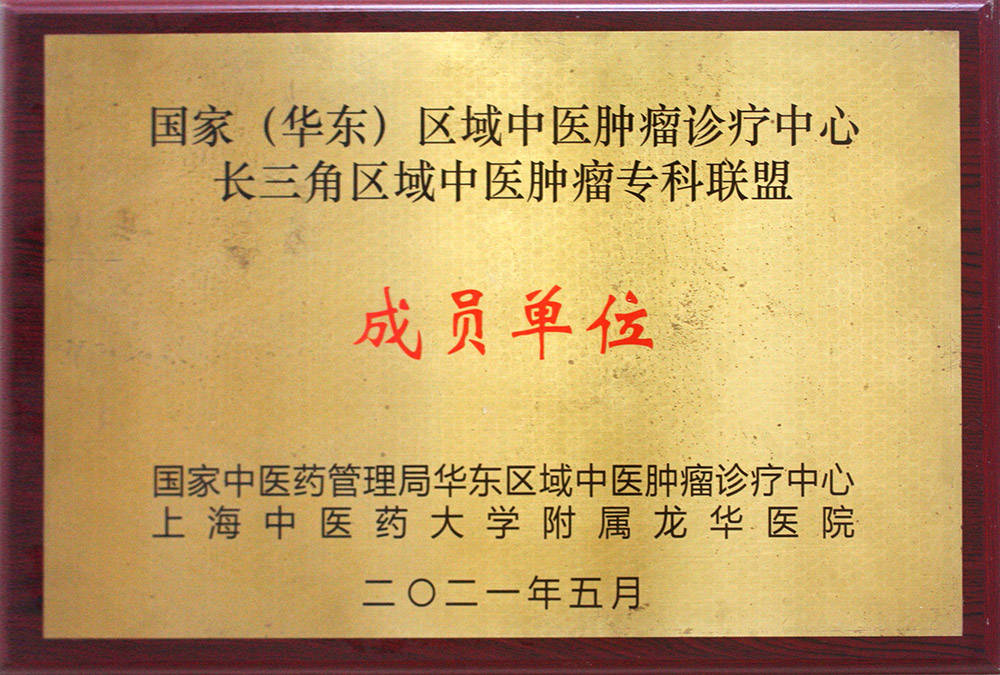 国家（华东）区域中医肿瘤诊疗中心
长三角区域中医肿瘤专科联盟
成员单位
国家中医药管理局华东区域中医肿瘤诊疗中心
上海中医药大学附属龙华医院
二〇二一年五月